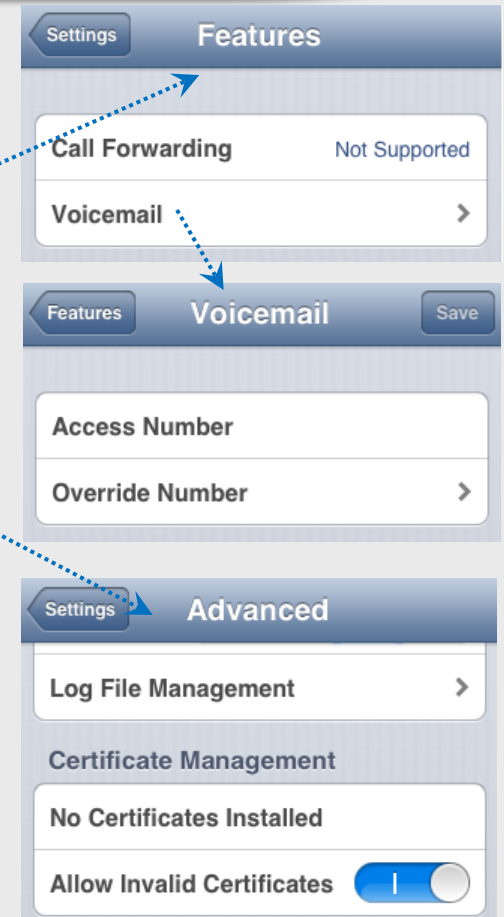 Settings Features
Call Forwarding Not Supported
Voicemail
Features Voicemail Save
Access Number
Override Number
Settings Advanced
Log File Management
Certificate Management
No Certificates Installed
Allow Invalid Certificates